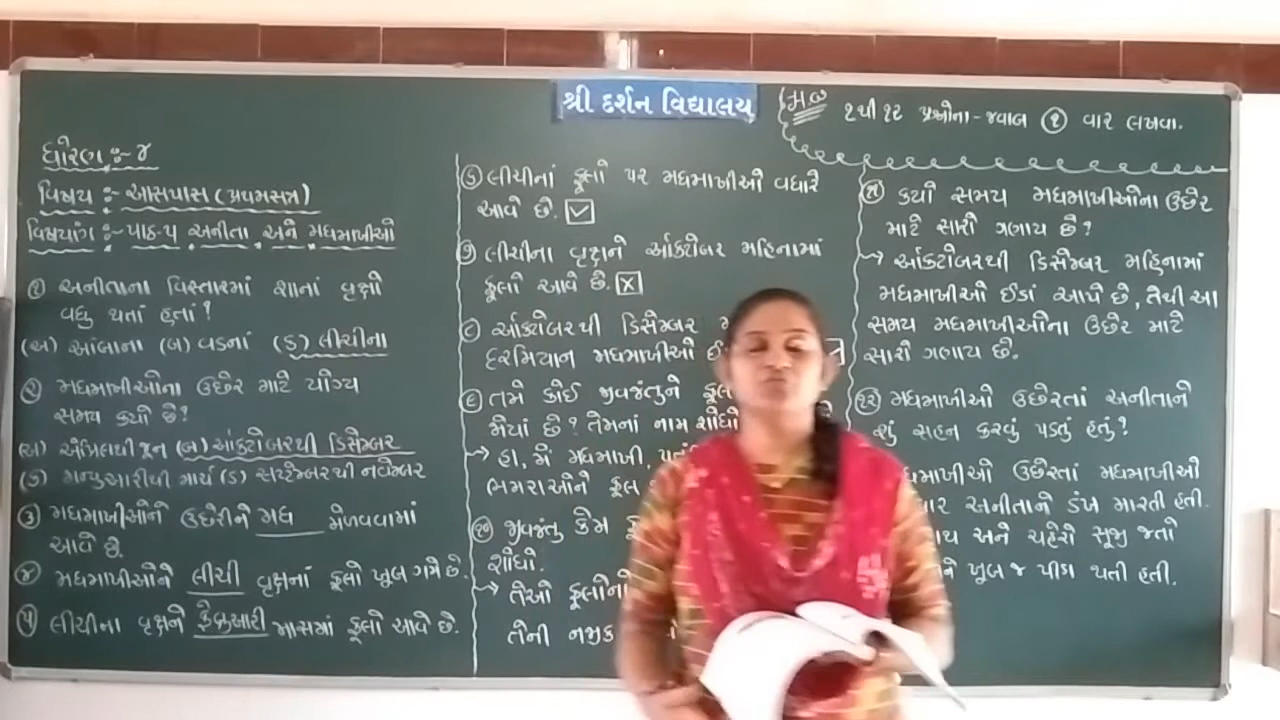 શ્રી દર્શન વિદ્યાલય
૧થી ૧૨ પ્રશ્નોના - જવાબ ૧ વાર લખવા.
ધોરણ :- ૪
વિષય :- આસપાસ (પ્રથમસત્ર)
વિષયાંગ :- પાઠ-૫ અનીતા અને મધમાખીઓ
૧ અનીતાના વિસ્તારમાં શાનાં વૃક્ષો
વધુ થતાં હતાં?
(અ) આંબાના (બ) વડનાં (ડ) લીચીના
૨ મધમાખીઓના ઉછેર માટે યોગ્ય
સમય કયો છે?
(અ) એપ્રિલથી જૂન (બ) ઑક્ટોબરથી ડિસેમ્બર
(ક) જાન્યુઆરીથી માર્ચ (ડ) સપ્ટેમ્બરથી નવેમ્બર
૩ મધમાખીઓને ઉછેરીને મધ મેળવવામાં
આવે છે.
૪ મધમાખીઓને લીચી વૃક્ષનાં ફૂલો ખૂબ ગમે છે.
૫ લીચીના વૃક્ષને ફેબ્રુઆરી માસમાં ફૂલો આવે છે.
૬ લીચીનાં ફૂલો પર મધમાખીઓ વધારે
આવે છે. ✓
૭ લીચીના વૃક્ષને ઑક્ટોબર મહિનામાં
ફૂલો આવે છે. ×
૮ ઑક્ટોબરથી ડિસેમ્બર
દરમિયાન મધમાખીઓ
૯ તમે કોઈ જીવજંતુને ફૂલ
જોયાં છે? તેમનાં નામ શોધો
→ હા, મેં મધમાખી,
ભમરાઓને ફૂલ
૧૦ જીવજંતુ કેમ
શોધો.
→ તેઓ ફૂલોનો
તેની નજીક
૧૧ કયો સમય મધમાખીઓના ઉછેર
માટે સારો ગણાય છે?
→ ઑક્ટોબરથી ડિસેમ્બર મહિનામાં
મધમાખીઓ ઈંડાં આપે છે, તેથી આ
સમય મધમાખીઓના ઉછેર માટે
સારો ગણાય છે.
૧૨ મધમાખીઓ ઉછેરતાં અનીતાને
શું સહન કરવું પડતું હતું?
મધમાખીઓ ઉછેરતાં મધમાખીઓ
અનીતાને ડંખ મારતી હતી.
અને ચહેરો સૂજી જતો
ખૂબ જ પીડા થતી હતી.